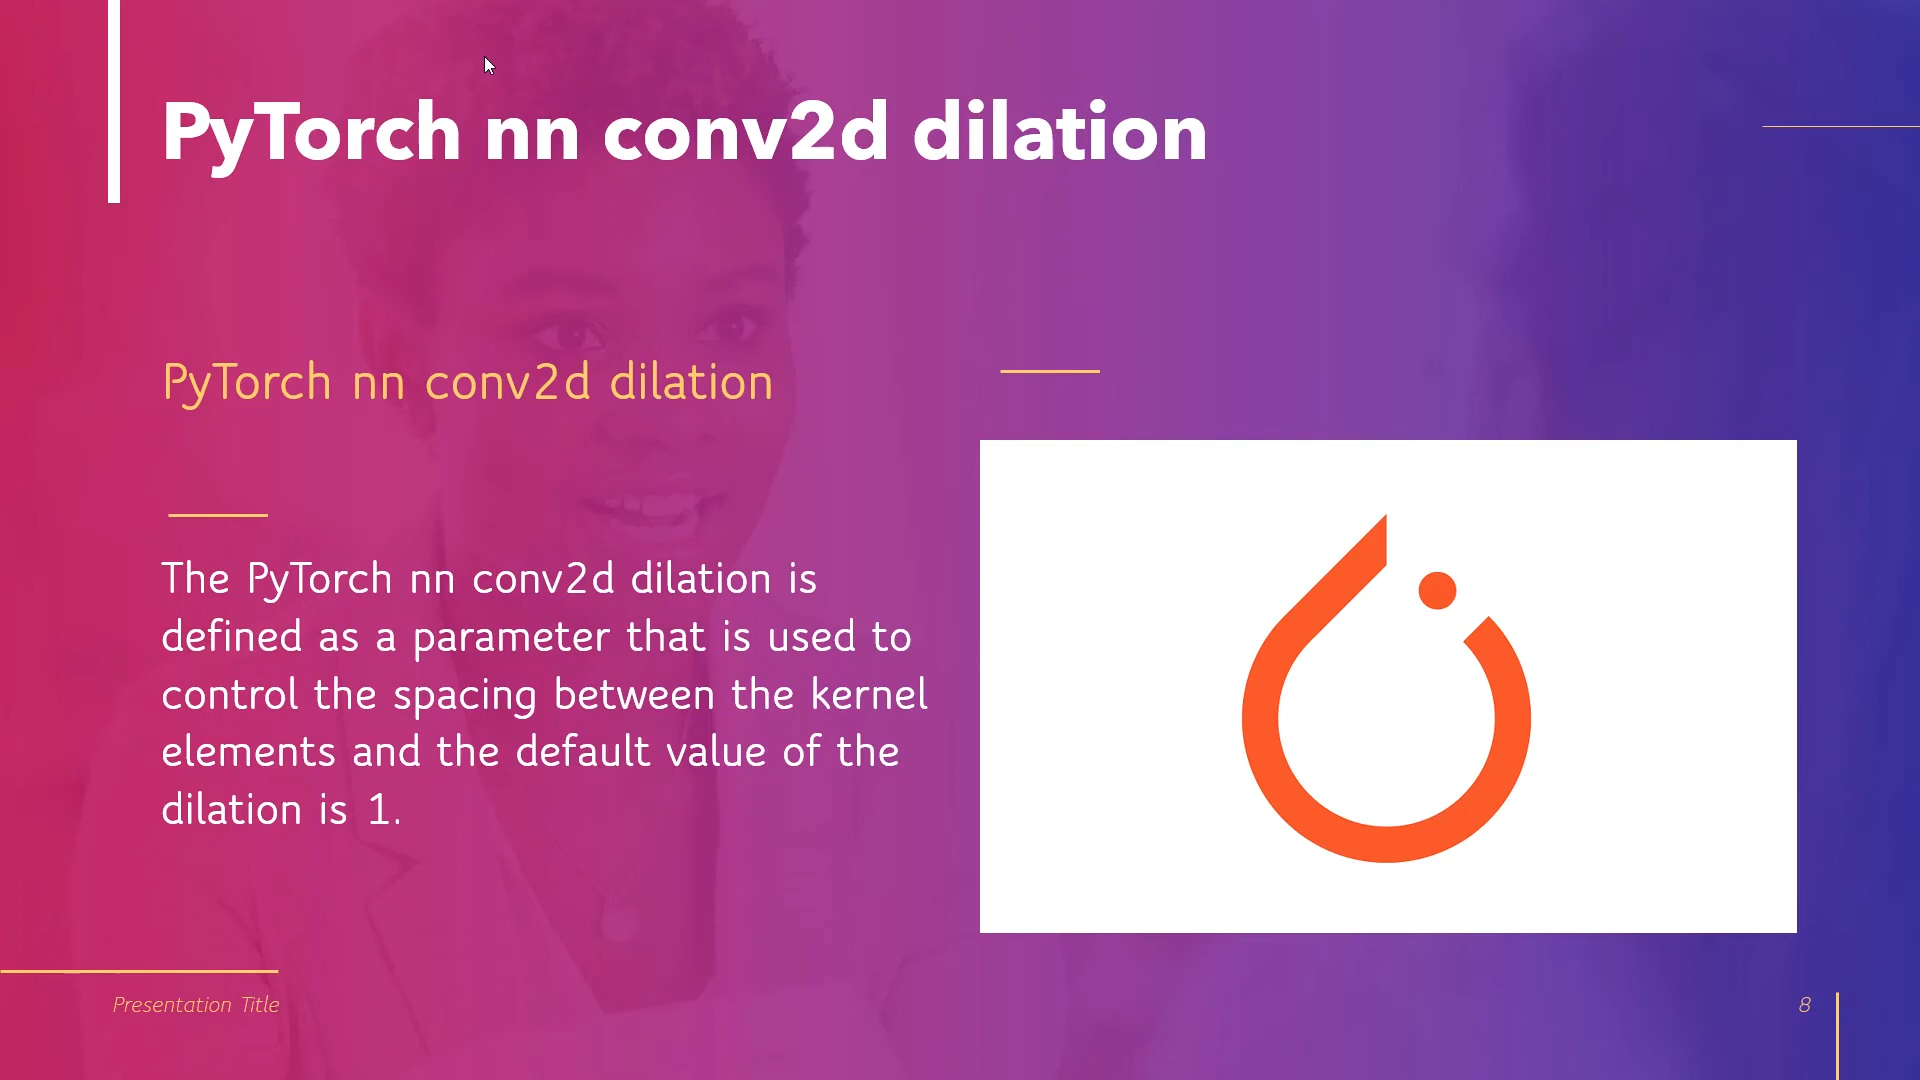 PyTorch nn conv2d dilation
PyTorch nn conv2d dilation
The PyTorch nn conv2d dilation is
defined as a parameter that is used to
control the spacing between the kernel
elements and the default value of the
dilation is 1.
Presentation Title
8